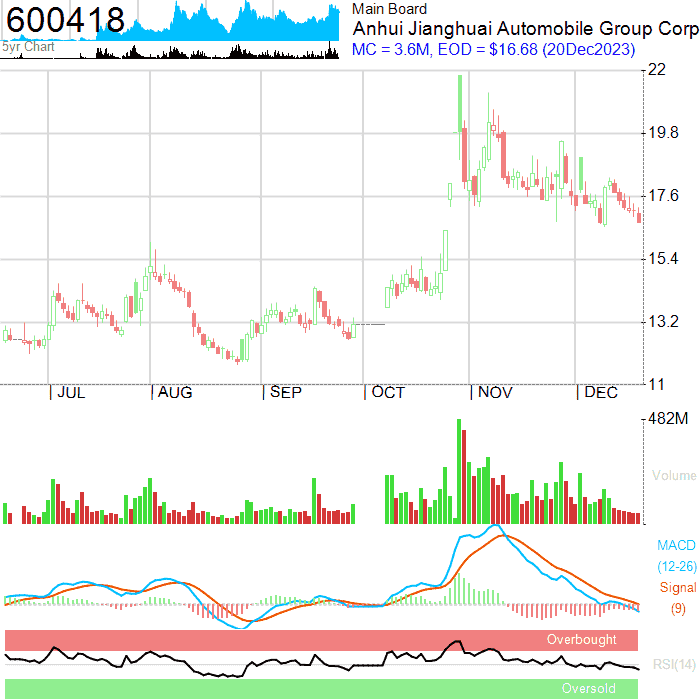 600418
5yr Chart
Main Board
Anhui Jianghuai Automobile Group Corp
MC = 3.6M, EOD = $16.68 (20Dec2023)
22
19.8
17.6
15.4
13.2
11
JUL AUG SEP OCT NOV DEC
482M
Volume
MACD
(12-26)
Signal
(9)
Overbought
RSI(14)
Oversold